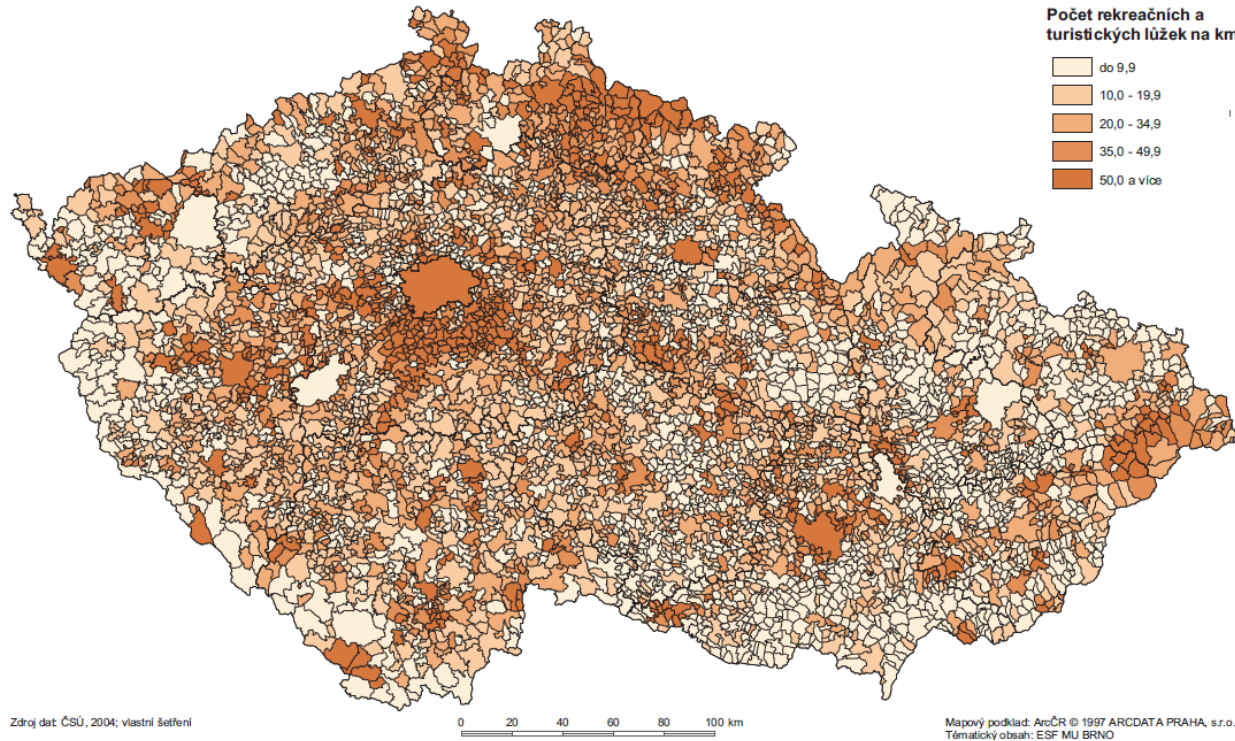 Počet rekreačních a
turistických lůžek na km
do 9,9
10,0 - 19,9
20,0 - 34,9
35,0 - 49,9
50,0 a více
Zdroj dat: ČSÚ, 2004; vlastní šetření
0 20 40 60 80 100 km
Mapový podklad: ArcČR © 1997 ARCDATA PRAHA, s.r.o.
Tématický obsah: ESF MU BRNO